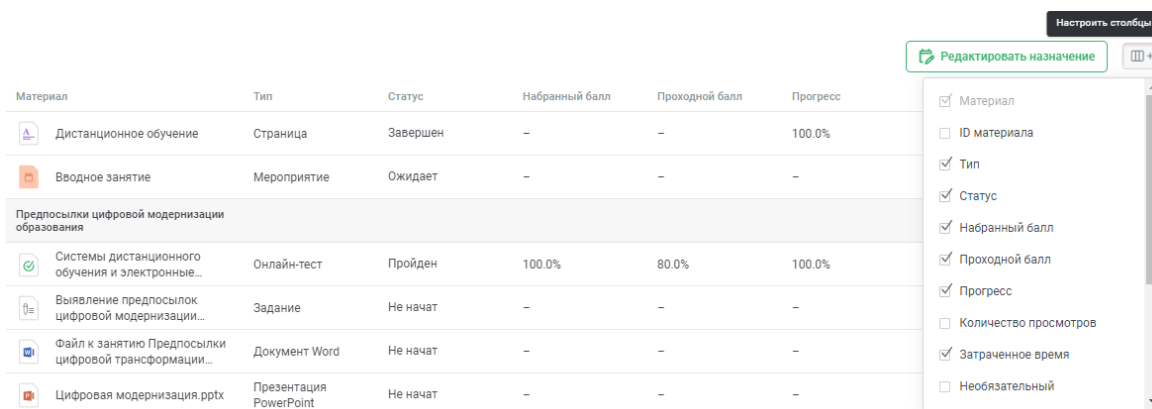 Настроить столбцы
Редактировать назначение
Материал Тип Статус Набранный балл Проходной балл Прогресс
Дистанционное обучение Страница Завершен – – 100.0%
Вводное занятие Мероприятие Ожидает – – –
Предпосылки цифровой модернизации
образования
Системы дистанционного
обучения и электронные... Онлайн-тест Пройден 100.0% 80.0% 100.0%
Выявление предпосылок
цифровой модернизации... Задание Не начат – – –
Файл к занятию Предпосылки
цифровой трансформации... Документ Word Не начат – – –
Цифровая модернизация.pptx Презентация
PowerPoint Не начат – – –
Материал
ID материала
Тип
Статус
Набранный балл
Проходной балл
Прогресс
Количество просмотров
Затраченное время
Необязательный